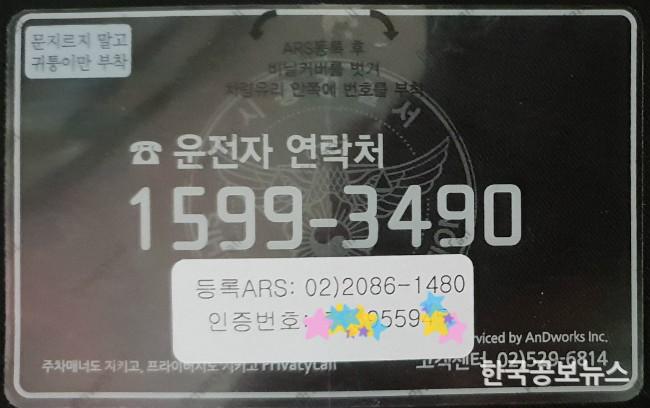 문지르지 말고
귀퉁이만 부착
ARS등록 후
비닐커버를 벗겨
차량유리 안쪽에 번호를 부착
☎ 운전자 연락처
1599-3490
등록ARS: 02)2086-1480
인증번호:
Serviced by AnDworks Inc.
주차매너도 지키고, 프라이버시도 지키고 PrivacyCall
고객센터 02)529-6814
한국공보뉴스